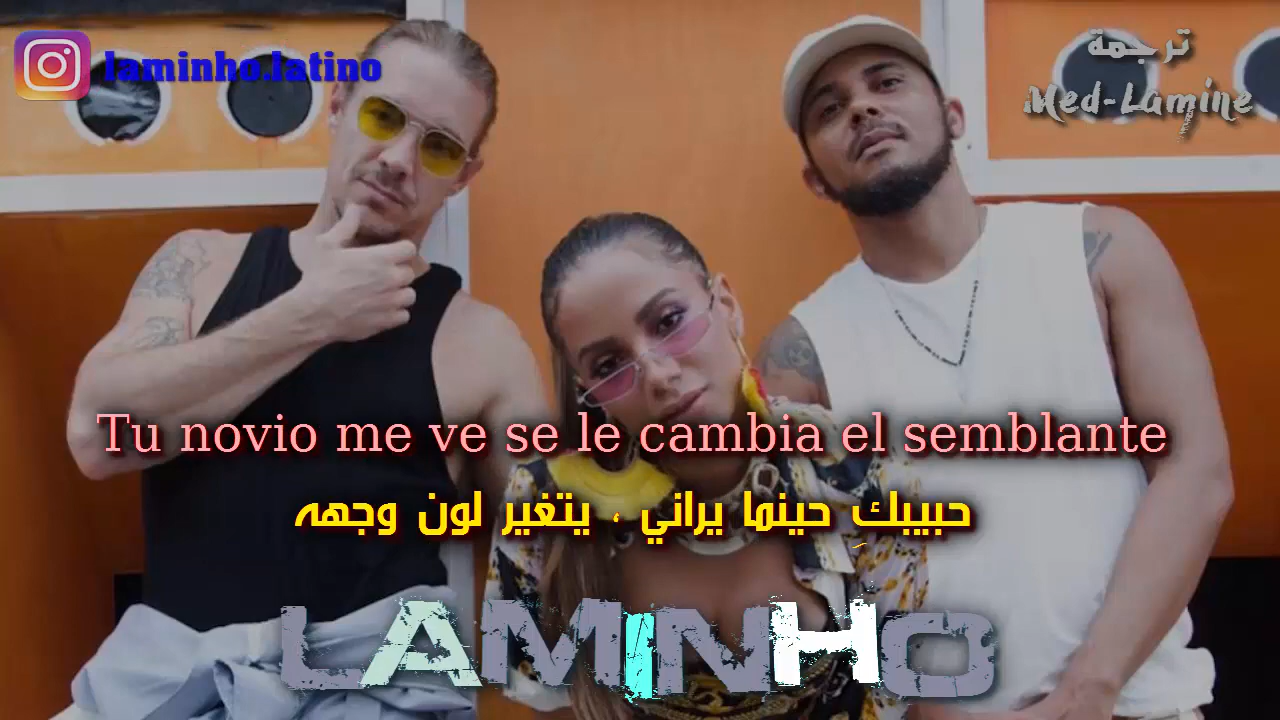 laminho.latino
ترجمة
Med-Lamine
Tu novio me ve se le cambia el semblante
حبيبكِ حينما يراني ، يتغير لون وجهه
LAMINHO